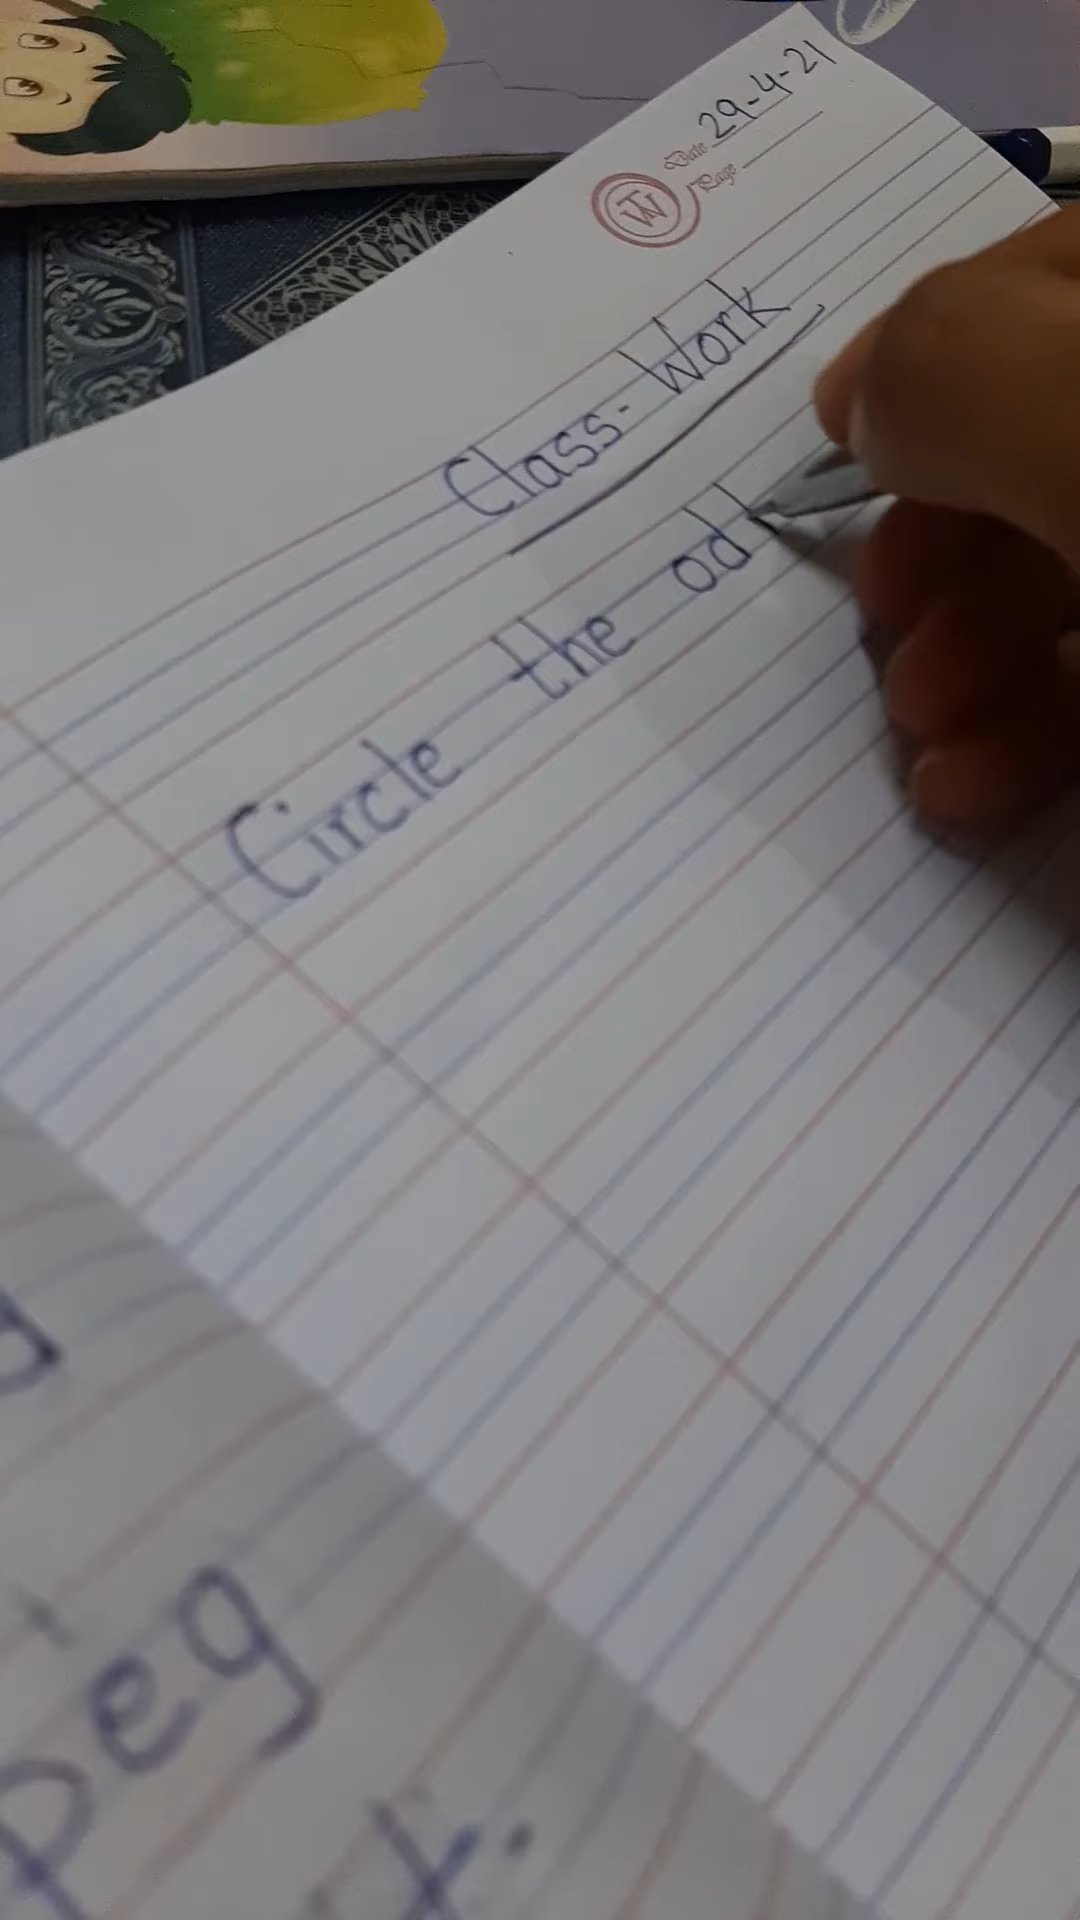 Date 29-4-21
Page
Class-Work
Circle the od
peg